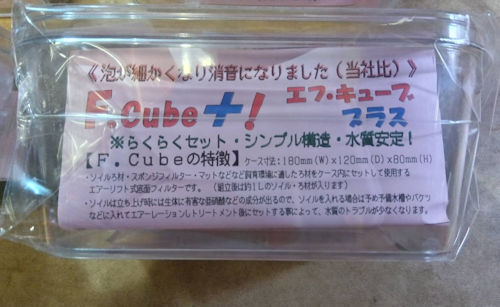 《泡が細かくなり消音になりました(当社比)》
F.Cube+!
エフ・キューブ
プラス
※らくらくセット・シンプル構造・水質安定!
【F.Cubeの特徴】ケース寸法:180mm(W)x120mm(D)x80mm(H)
・ソイルろ材・スポンジフィルター・マットなどなど飼育環境に適したろ材をケース内にセットして使用する
エアーリフト式底面フィルターです。(組立後は約1Lのソイル・ろ材が入ります)
・ソイルは立ち上げ時には生体に有害な亜硝酸などの成分が出るので、ソイルを入れる場合は予め予備水槽やバケツ
などに入れてエアーレーションしトリートメント後にセットする事によって、水質のトラブルが少なくなります。